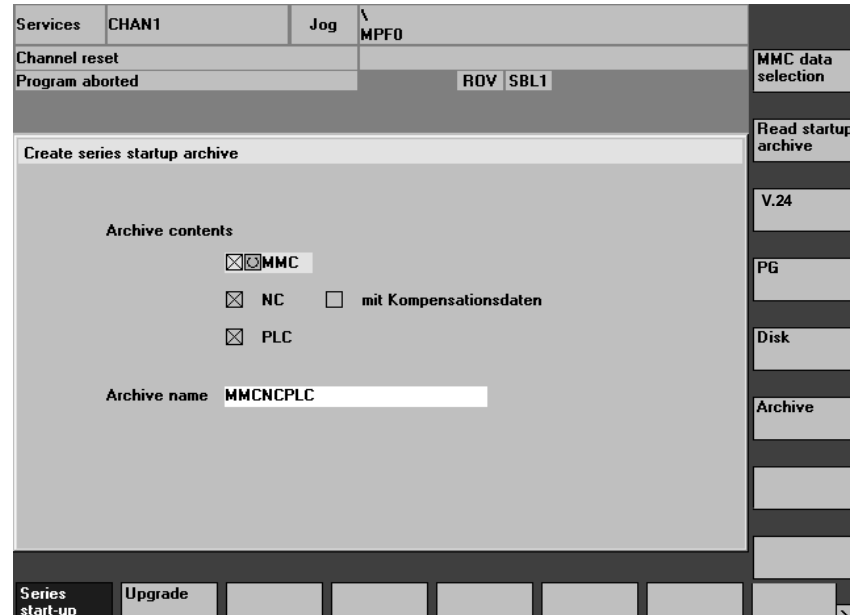 Services CHAN1 Jog \
MPF0
Channel reset
Program aborted ROV SBL1
Create series startup archive
Archive contents
MMC
NC mit Kompensationsdaten
PLC
Archive name MMCNCPLC
MMC data
selection
Read startup
archive
V.24
PG
Disk
Archive
Series
start-up
Upgrade
>